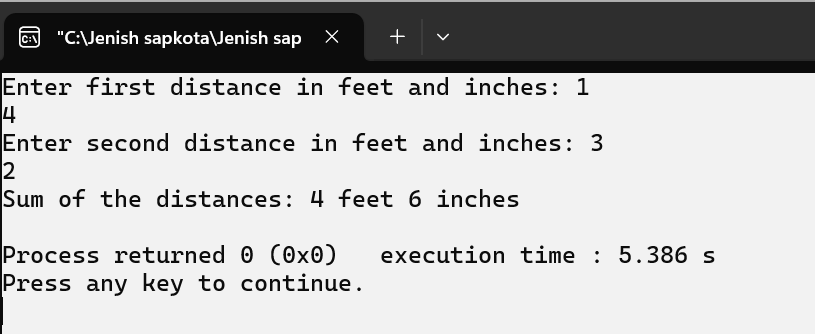 C:\
"C:\Jenish sapkota\Jenish sap
Enter first distance in feet and inches: 1
4
Enter second distance in feet and inches: 3
2
Sum of the distances: 4 feet 6 inches
Process returned 0 (0x0)   execution time : 5.386 s
Press any key to continue.